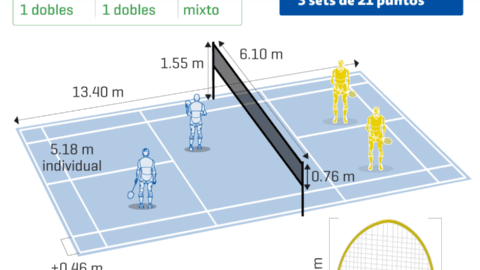 1 dobles
1 dobles
mixto
3 sets de 21 puntos
6.10 m
1.55 m
13.40 m
5.18 m
individual
0.76 m
+0.46 m
m